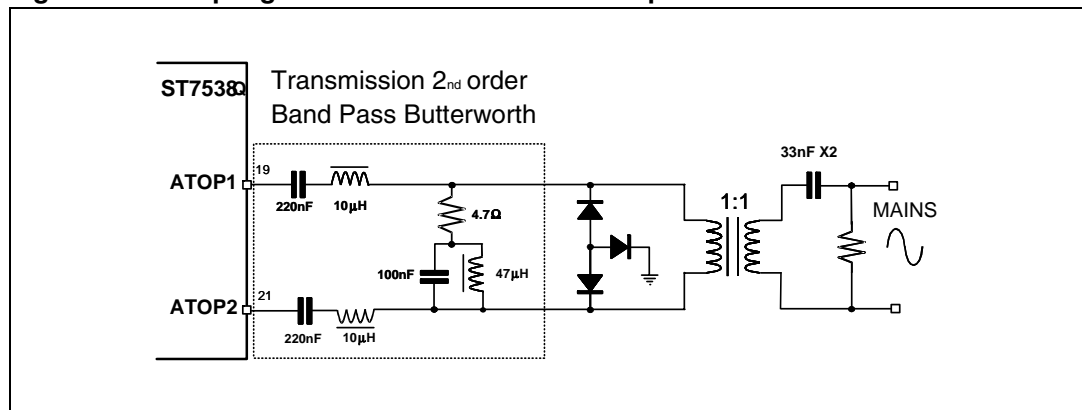 ST7538Q
Transmission 2nd order
Band Pass Butterworth
33nF X2
ATOP1
19
220nF
10µH
4.7Ω
1:1
MAINS
100nF
47µH
ATOP2
21
220nF
10µH